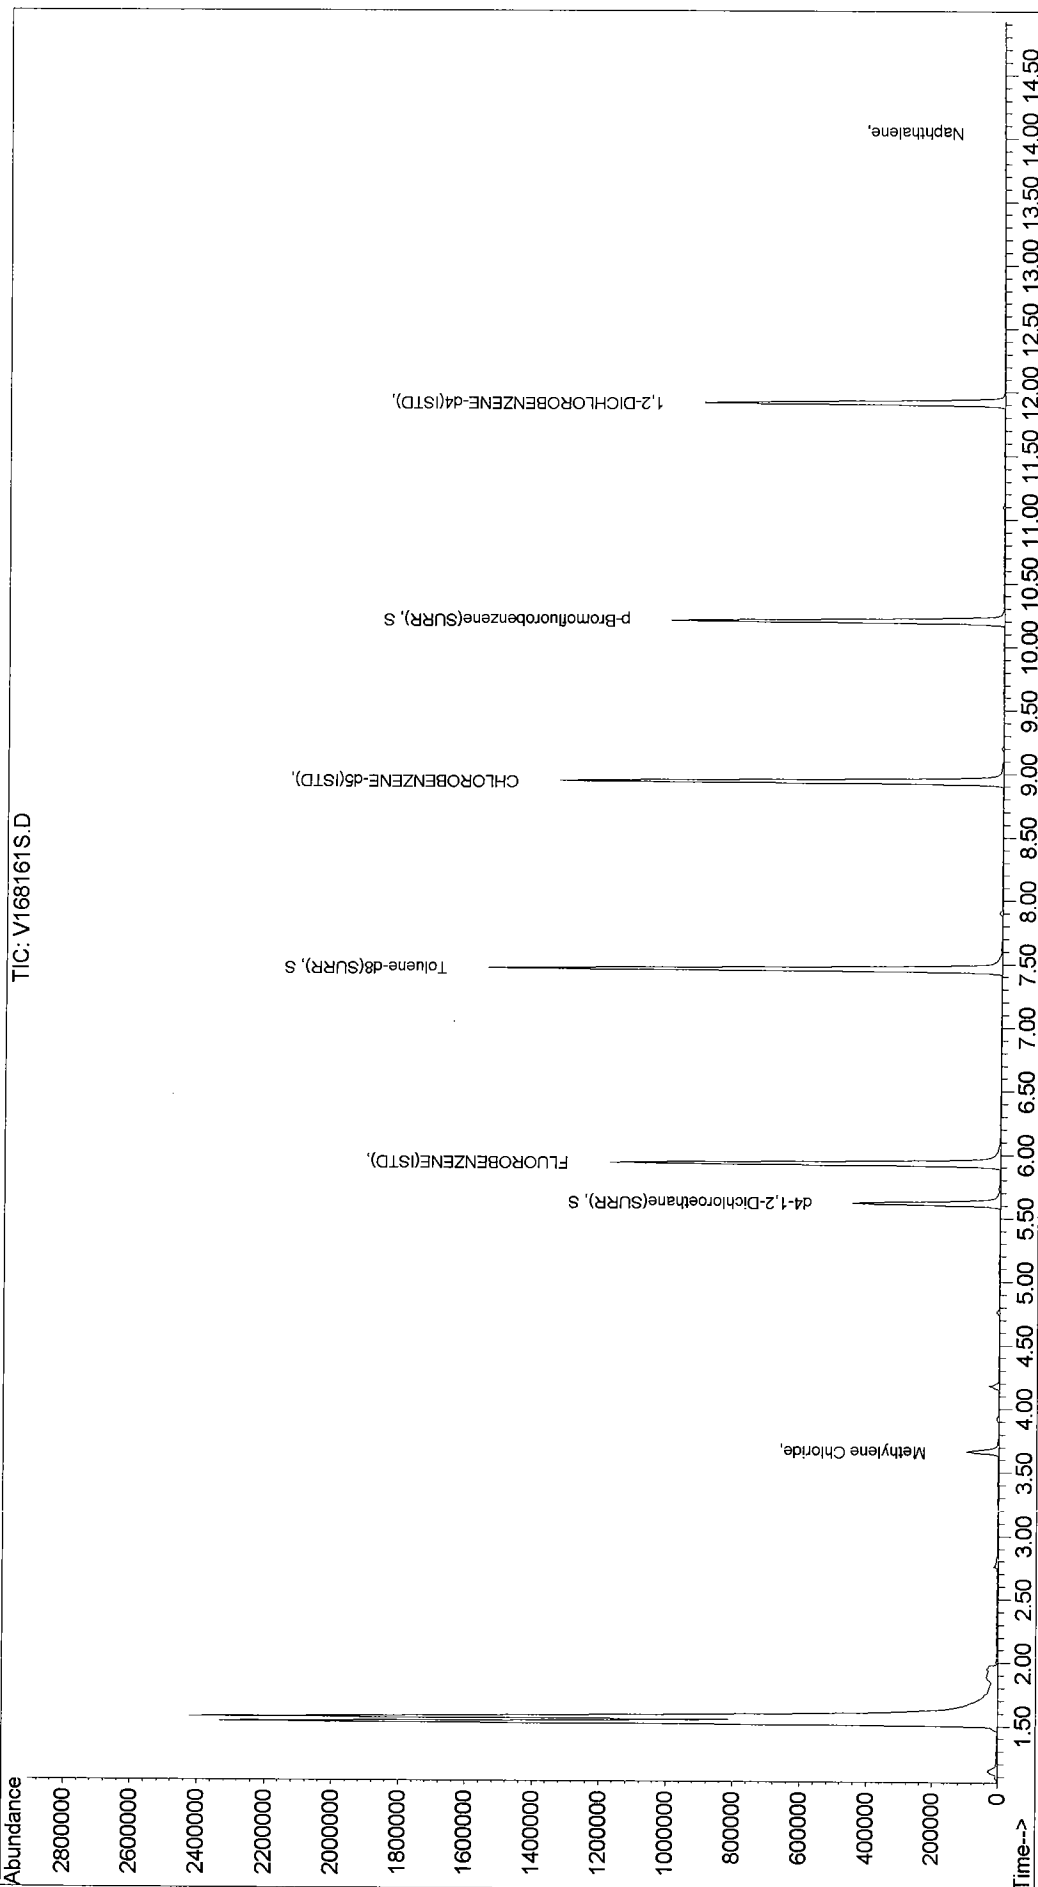 Abundance
TIC: V168161S.D
2800000
2600000
2400000
2200000
2000000
1800000
1600000
1400000
1200000
1000000
800000
600000
400000
200000
0
Methylene Chloride,
d4-1,2-Dichloroethane(SURR), S
FLUOROBENZENE(ISTD),
Toluene-d8(SURR), S
CHLOROBENZENE-d5(ISTD),
p-Bromofluorobenzene(SURR), S
1,2-DICHLOROBENZENE-d4(ISTD),
Naphthalene,
Time--> 1.50 2.00 2.50 3.00 3.50 4.00 4.50 5.00 5.50 6.00 6.50 7.00 7.50 8.00 8.50 9.00 9.50 10.00 10.50 11.00 11.50 12.00 12.50 13.00 13.50 14.00 14.50